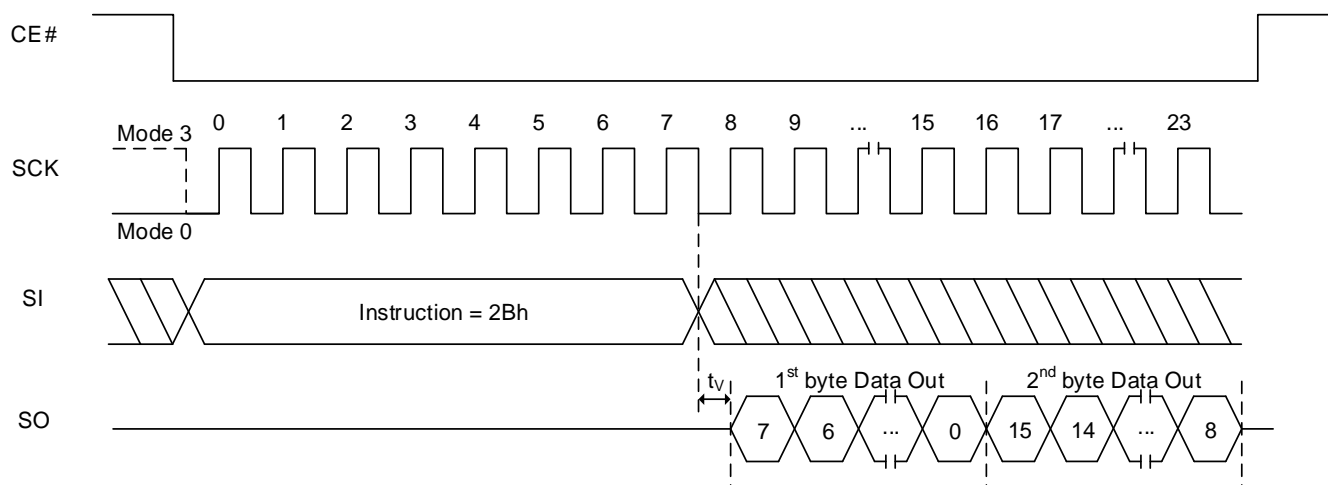 CE#
0 1 2 3 4 5 6 7 8 9 ... 15 16 17 ... 23
Mode 3
SCK
Mode 0
SI
Instruction = 2Bh
tV 1st byte Data Out 2nd byte Data Out
SO
7 6 ... 0 15 14 ... 8